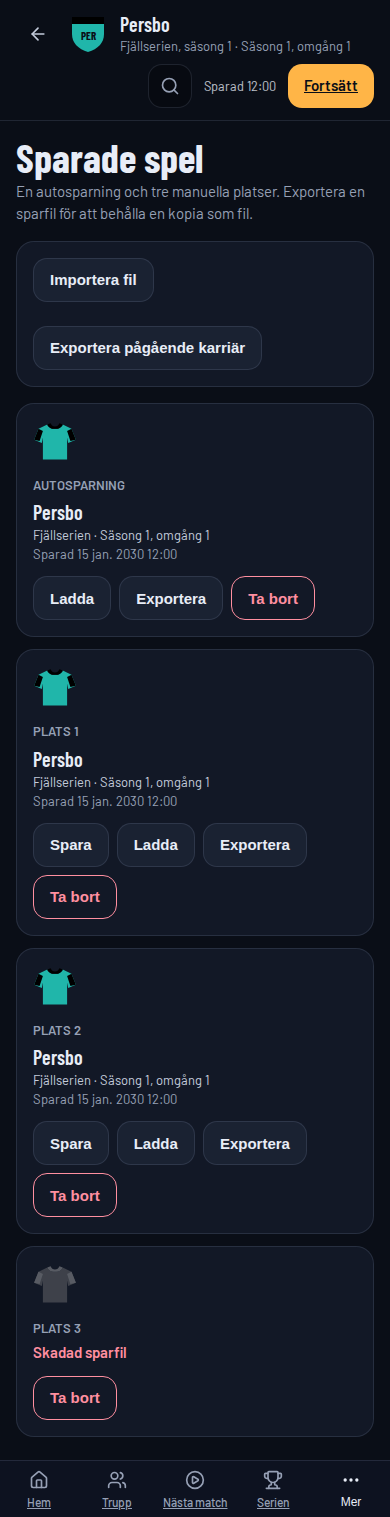 PER
Persbo
Fjällserien, säsong 1 · Säsong 1, omgång 1
Sparad 12:00
Fortsätt
Sparade spel
En autosparning och tre manuella platser. Exportera en
sparfil för att behålla en kopia som fil.
Importera fil
Exportera pågående karriär
AUTOSPARNING
Persbo
Fjällserien · Säsong 1, omgång 1
Sparad 15 jan. 2030 12:00
Ladda
Exportera
Ta bort
PLATS 1
Persbo
Fjällserien · Säsong 1, omgång 1
Sparad 15 jan. 2030 12:00
Spara
Ladda
Exportera
Ta bort
PLATS 2
Persbo
Fjällserien · Säsong 1, omgång 1
Sparad 15 jan. 2030 12:00
Spara
Ladda
Exportera
Ta bort
PLATS 3
Skadad sparfil
Ta bort
Hem
Trupp
Nästa match
Serien
Mer